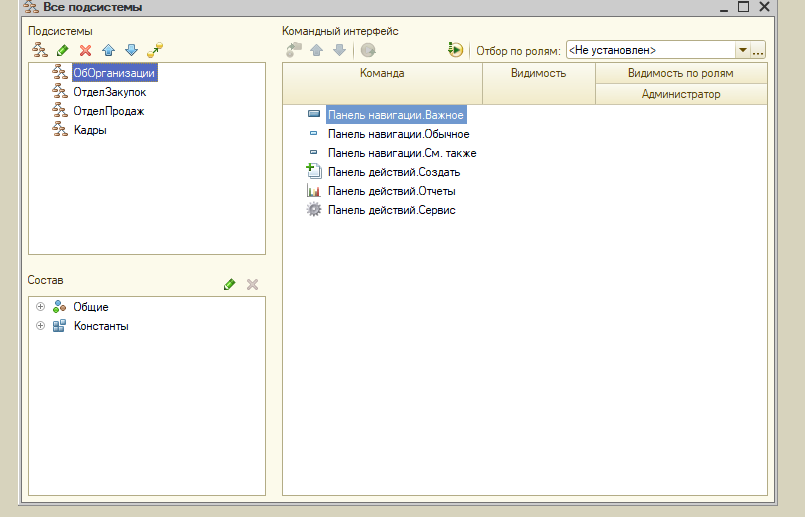 Все подсистемы
Подсистемы
ОбОрганизации
ОтделЗакупок
ОтделПродаж
Кадры
Состав
Общие
Константы
Командный интерфейс
Отбор по ролям: <Не установлен>
Команда Видимость Видимость по ролям
Администратор
Панель навигации.Важное
Панель навигации.Обычное
Панель навигации.См. также
Панель действий.Создать
Панель действий.Отчеты
Панель действий.Сервис